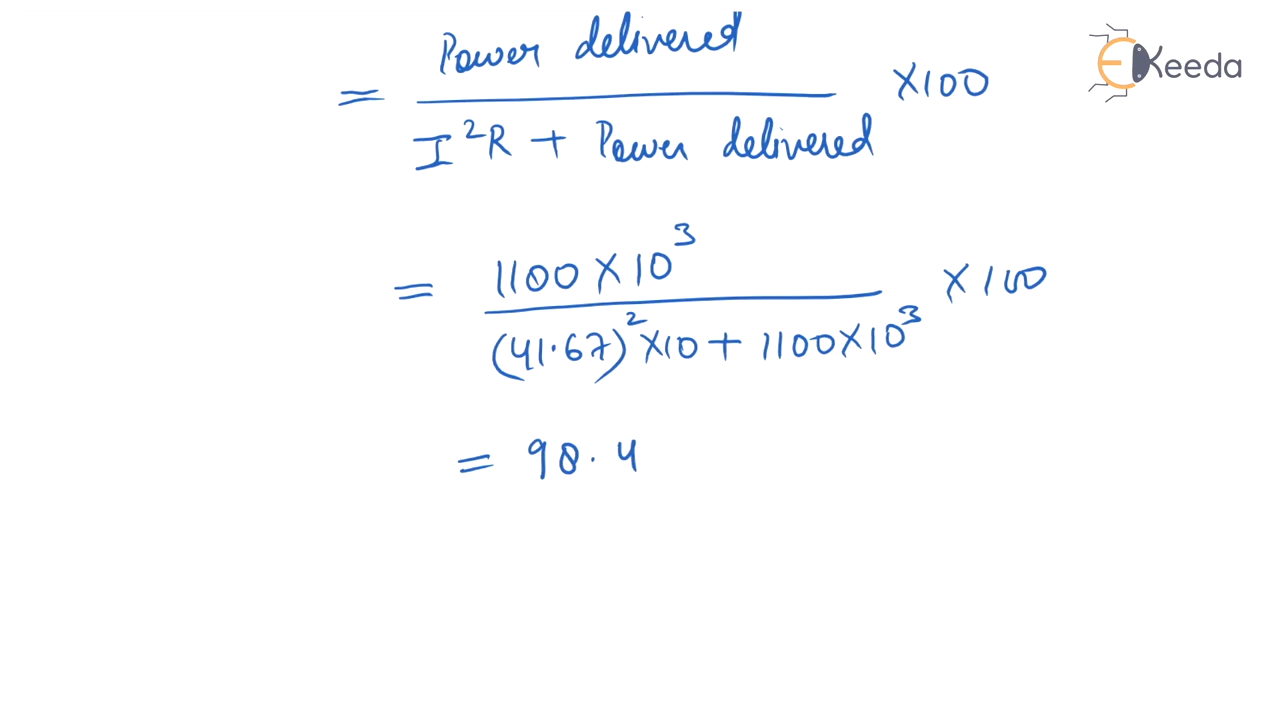 Power delivered
= ―――――――― ×100
I²R + Power delivered
EKeeda
1100 × 10³
= ―――――――― × 100
(41.67)² ×10 + 1100×10³
= 98.4